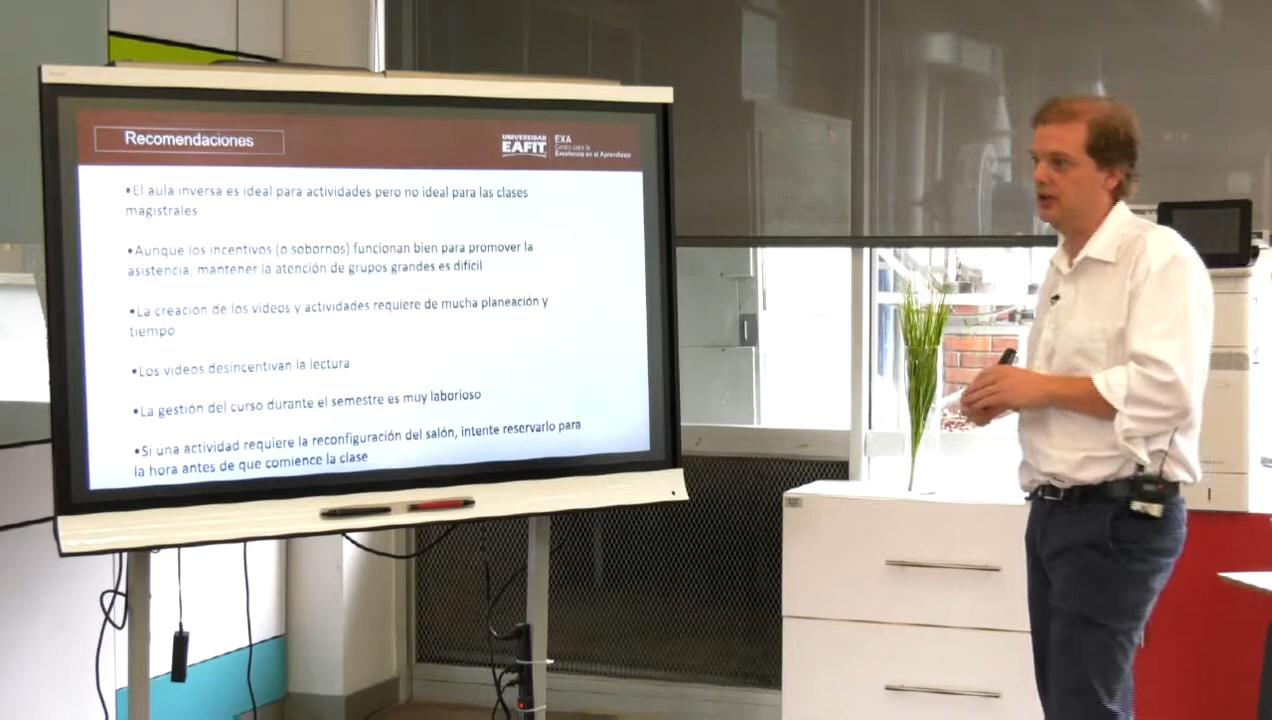 Recomendaciones
UNIVERSIDAD
EAFIT
EXA
Centro para la
Excelencia en el Aprendizaje
•El aula inversa es ideal para actividades pero no ideal para las clases
magistrales
•Aunque los incentivos (o sobornos) funcionan bien para promover la
asistencia, mantener la atención de grupos grandes es difícil
•La creación de los videos y actividades requiere de mucha planeación y
tiempo
•Los videos desincentivan la lectura
•La gestión del curso durante el semestre es muy laborioso
•Si una actividad requiere la reconfiguración del salón, intente reservarlo para
la hora antes de que comience la clase